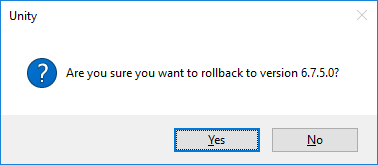 Unity
Are you sure you want to rollback to version 6.7.5.0?
Yes
No